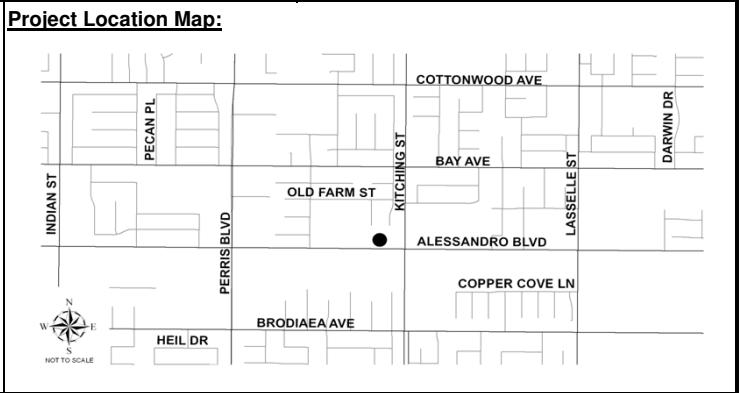 Project Location Map:
COTTONWOOD AVE
PECAN PL
DARWIN DR
KITCHING ST
BAY AVE
LASSELLE ST
INDIAN ST
OLD FARM ST
PERRIS BLVD
ALESSANDRO BLVD
COPPER COVE LN
N
W E
S
NOT TO SCALE
BRODIAEA AVE
HEIL DR